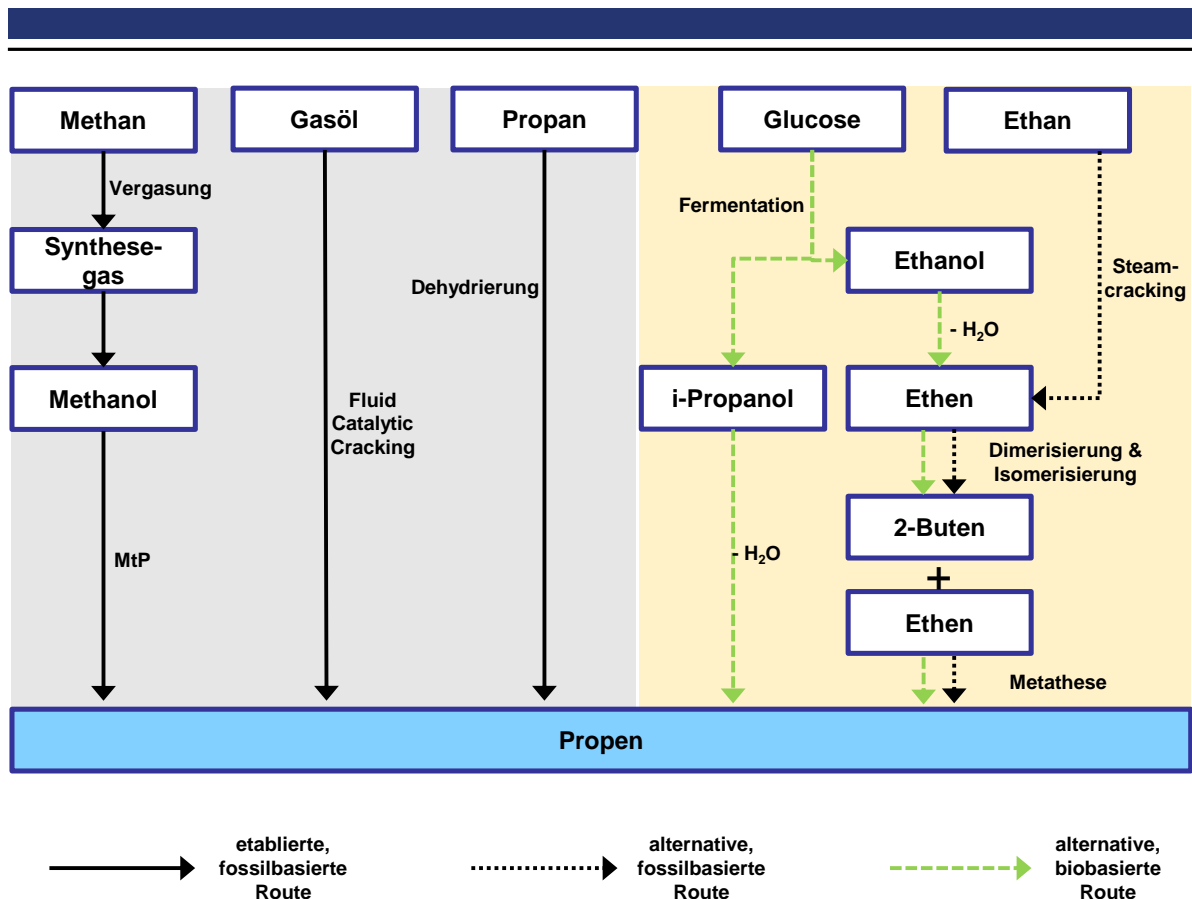 Methan
Gasöl
Propan
Glucose
Ethan
Vergasung
Fermentation
Synthese-
gas
Ethanol
Steam-
cracking
Dehydrierung
- H₂O
Methanol
Fluid
Catalytic
Cracking
i-Propanol
Ethen
Dimerisierung &
Isomerisierung
2-Buten
MtP
- H₂O
+
Ethen
Metathese
Propen
etablierte,
fossilbasierte
Route
alternative,
fossilbasierte
Route
alternative,
biobasierte
Route